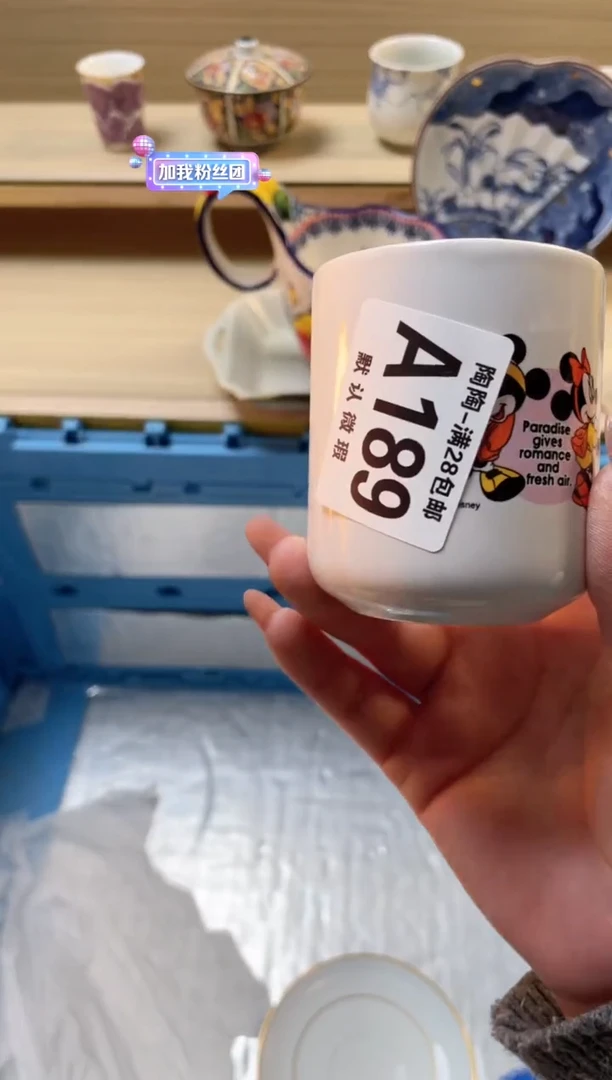 加我粉丝团
陶陶-满28包邮
A189
默认微瑕
Paradise
gives
romance
and
fresh air.
sney